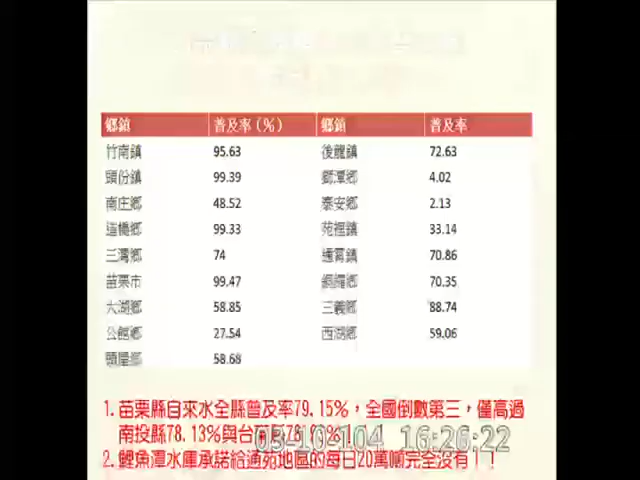 鄉鎮 普及率(%) 鄉鎮 普及率
竹南鎮 95.63 後龍鎮 72.63
頭份鎮 99.39 獅潭鄉 4.02
南庄鄉 48.52 泰安鄉 2.13
造橋鄉 99.33 苑裡鎮 33.14
三灣鄉 74 通霄鎮 70.86
苗栗市 99.47 銅鑼鄉 70.35
大湖鄉 58.85 三義鄉 88.74
公館鄉 27.54 西湖鄉 59.06
頭屋鄉 58.68
1.苗栗縣自來水全縣普及率79.15%，全國倒數第三，僅高過
南投縣78.13%與台
03-10-104 16:26:22
2.鯉魚潭水庫承諾給通苑地區的每日20萬噸完全沒有！！